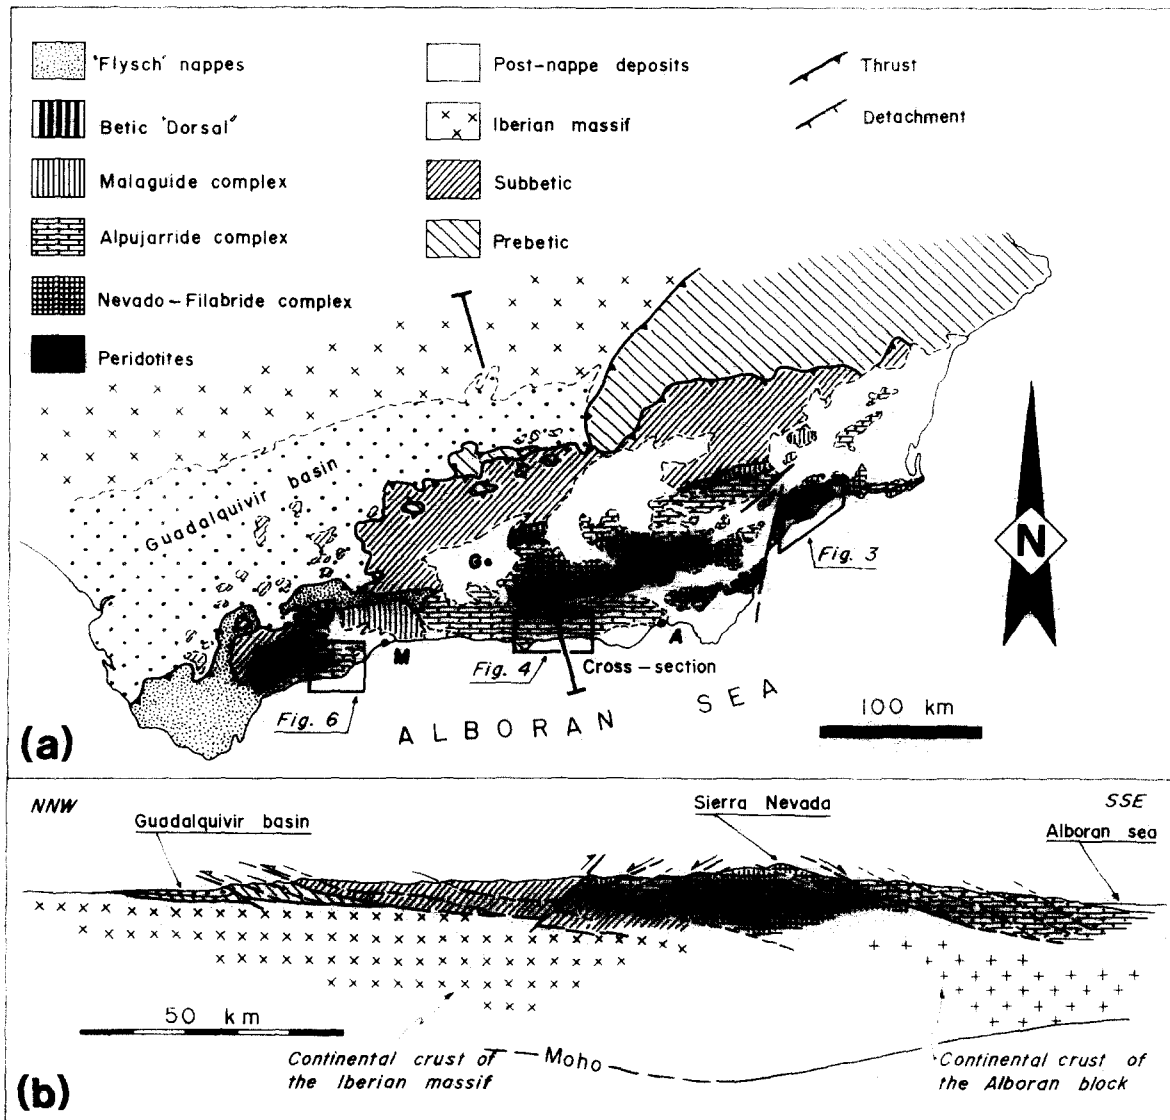 'Flysch' nappes
Betic 'Dorsal'
Malaguide complex
Alpujarride complex
Nevado-Filabride complex
Peridotites
Post-nappe deposits
Iberian massif
Subbetic
Prebetic
Thrust
Detachment
Guadalquivir basin
G
M
A
N
Fig. 3
Fig. 4
Cross-section
Fig. 6
ALBORAN SEA
100 km
(a)
NNW
Guadalquivir basin
Sierra Nevada
SSE
Alboran sea
50 km
Moho
Continental crust of
the Iberian massif
Continental crust of
the Alboran block
(b)